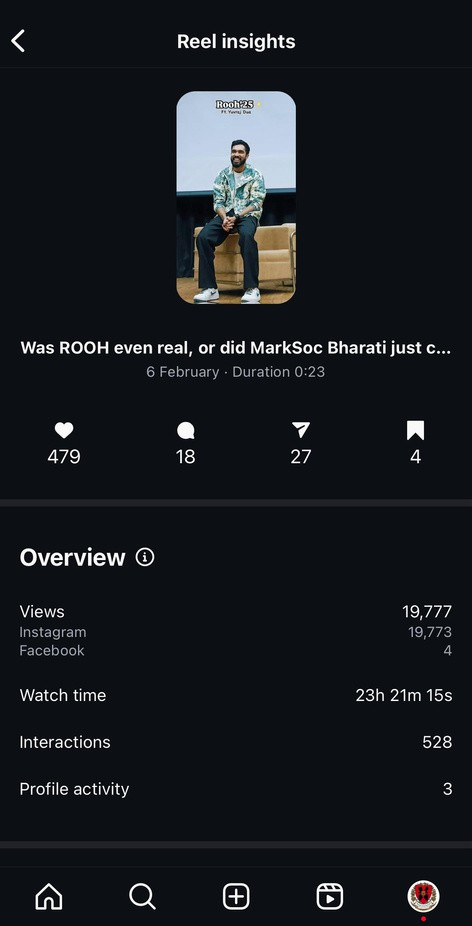 Reel insights
Rooh'25
Ft Yuvraj Dua
Was ROOH even real, or did MarkSoc Bharati just c...
6 February · Duration 0:23
479 18 27 4
Overview
Views 19,777
Instagram 19,773
Facebook 4
Watch time 23h 21m 15s
Interactions 528
Profile activity 3